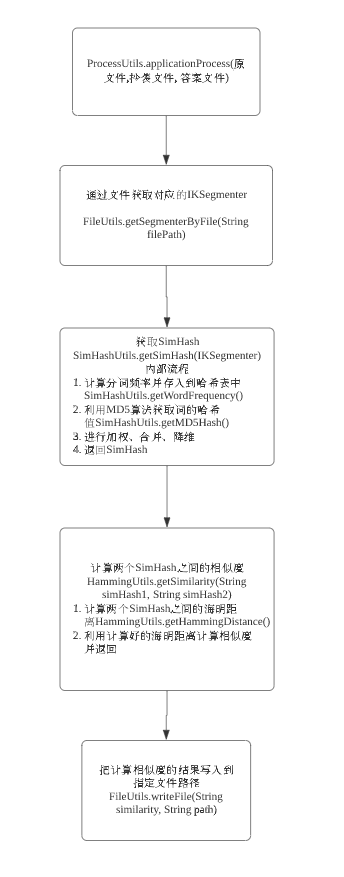 ProcessUtils.applicationProcess(原
文件,抄袭文件, 答案文件)
通过文件获取对应的IKSegmenter
FileUtils.getSegmenterByFile(String
filePath)
获取SimHash
SimHashUtils.getSimHash(IKSegmenter)
内部流程
1. 计算分词频率并存入到哈希表中
SimHashUtils.getWordFrequency()
2. 利用MD5算法获取词的哈希
值SimHashUtils.getMD5Hash()
3. 进行加权、合并、降维
4. 返回SimHash
计算两个SimHash之间的相似度
HammingUtils.getSimilarity(String
simHash1, String simHash2)
1. 计算两个SimHash之间的海明距
离HammingUtils.getHammingDistance()
2. 利用计算好的海明距离计算相似度
并返回
把计算相似度的结果写入到
指定文件路径
FileUtils.writeFile(String
similarity, String path)